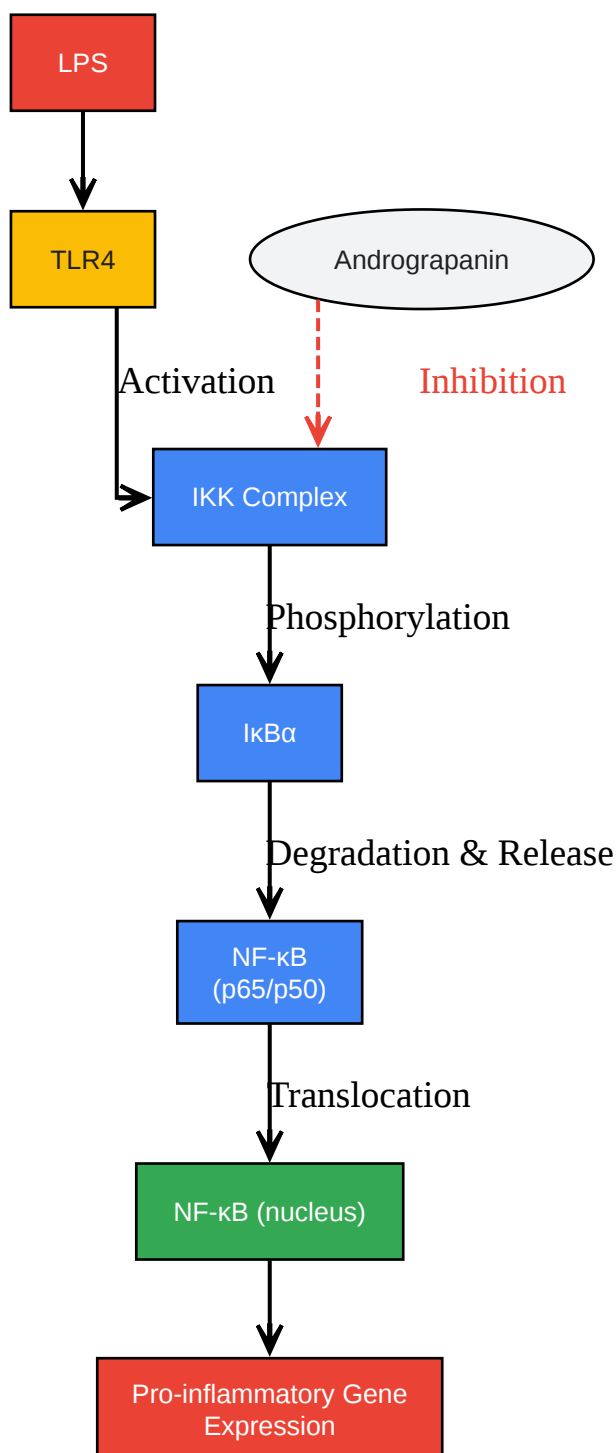 LPS
TLR4
Andrograpanin
Activation
Inhibition
IKK Complex
Phosphorylation
IκBα
Degradation & Release
NF-κB
(p65/p50)
Translocation
NF-κB (nucleus)
Pro-inflammatory Gene
Expression